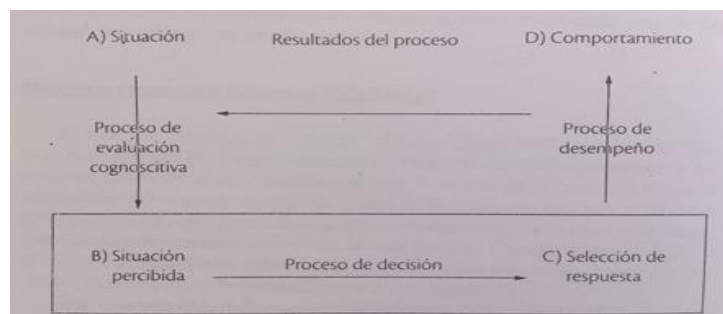 A) Situación
Resultados del proceso
D) Comportamiento
Proceso de
evaluación
cognoscitiva
Proceso de
desempeño
B) Situación
percibida
Proceso de decisión
C) Selección de
respuesta